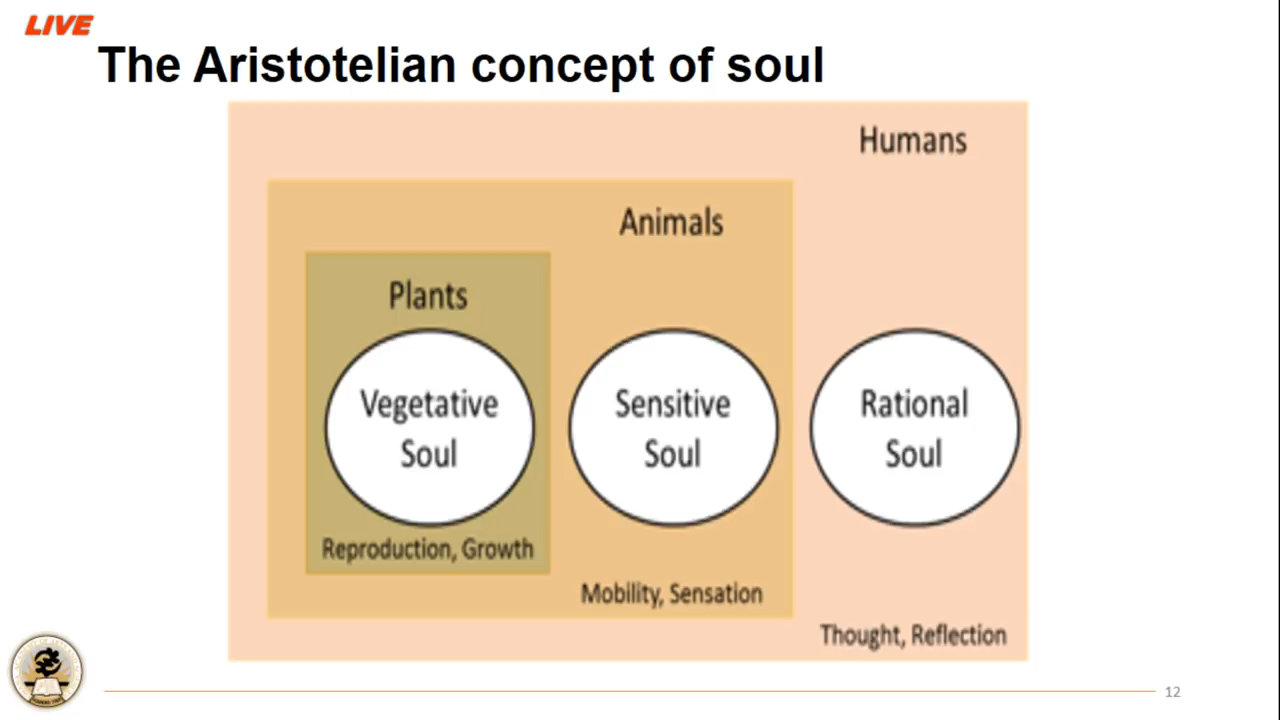 LIVE
The Aristotelian concept of soul
Humans
Animals
Plants
Vegetative
Soul
Sensitive
Soul
Rational
Soul
Reproduction, Growth
Mobility, Sensation
Thought, Reflection
12